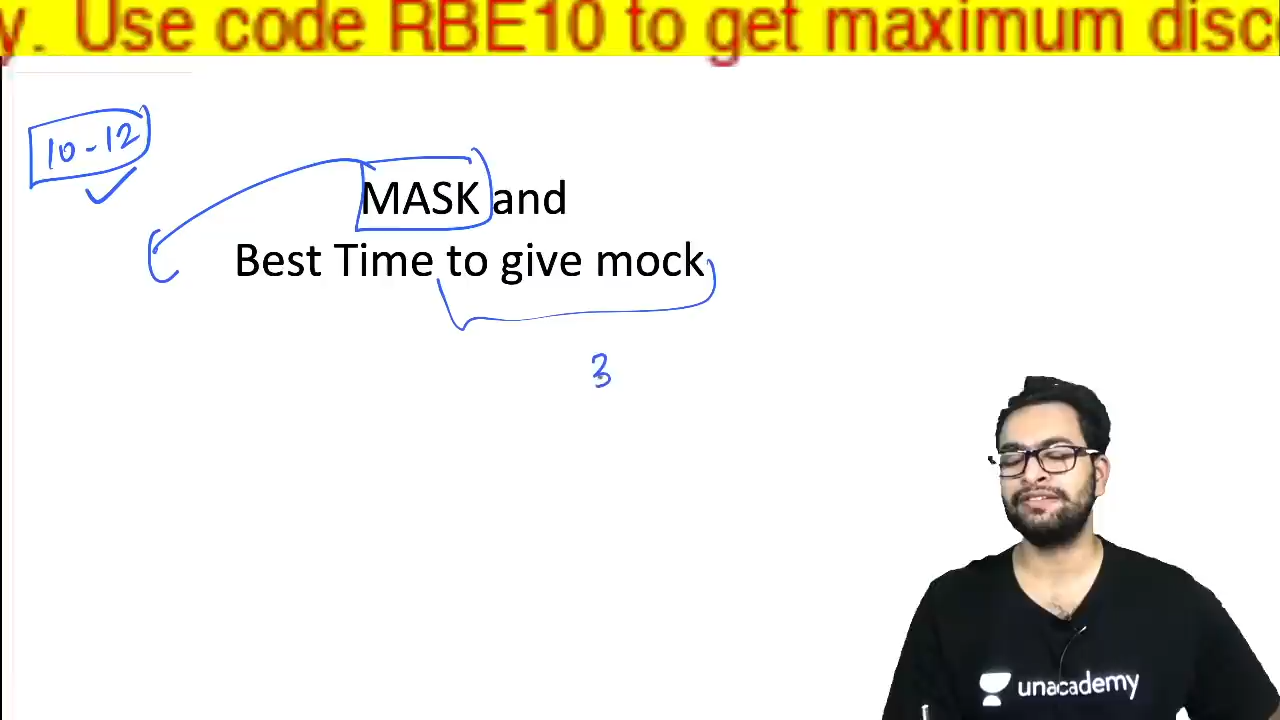 y. Use code RBE10 to get maximum disc
10-12
MASK and
Best Time to give mock
3
unacademy